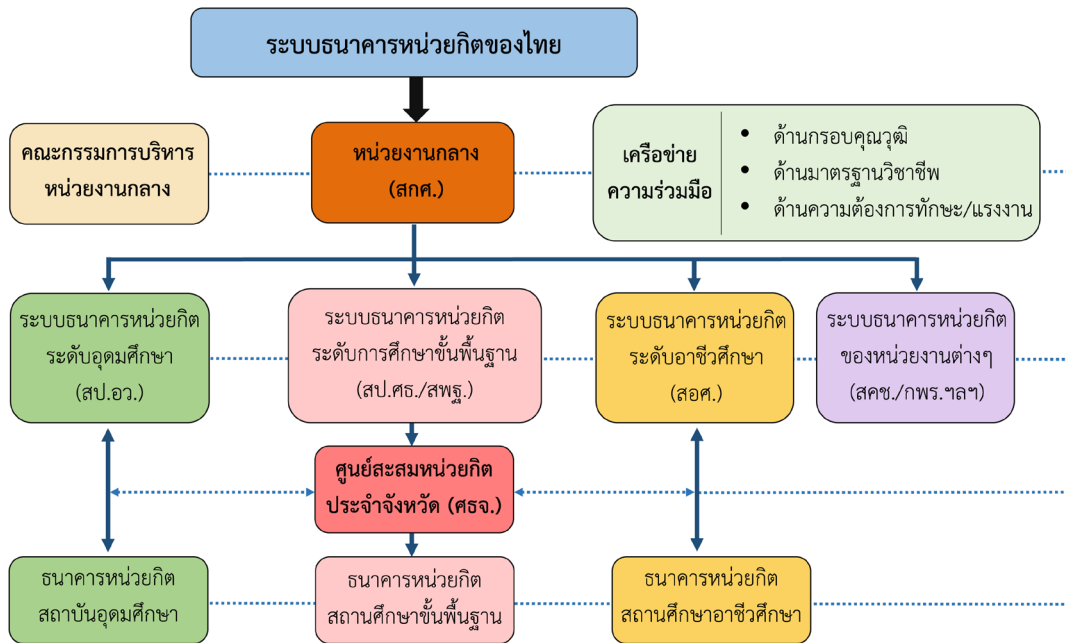 ระบบธนาคารหน่วยกิตของไทย
คณะกรรมการบริหาร
หน่วยงานกลาง
หน่วยงานกลาง
(สกศ.)
เครือข่าย
ความร่วมมือ
• ด้านกรอบคุณวุฒิ
• ด้านมาตรฐานวิชาชีพ
• ด้านความต้องการทักษะ/แรงงาน
ระบบธนาคารหน่วยกิต
ระดับอุดมศึกษา
(สป.อว.)
ระบบธนาคารหน่วยกิต
ระดับการศึกษาขั้นพื้นฐาน
(สป.ศธ./สพฐ.)
ระบบธนาคารหน่วยกิต
ระดับอาชีวศึกษา
(สอศ.)
ระบบธนาคารหน่วยกิต
ของหน่วยงานต่างๆ
(สคช./กพร.ฯลฯ)
ศูนย์สะสมหน่วยกิต
ประจำจังหวัด (ศธจ.)
ธนาคารหน่วยกิต
สถาบันอุดมศึกษา
ธนาคารหน่วยกิต
สถานศึกษาขั้นพื้นฐาน
ธนาคารหน่วยกิต
สถานศึกษาอาชีวศึกษา